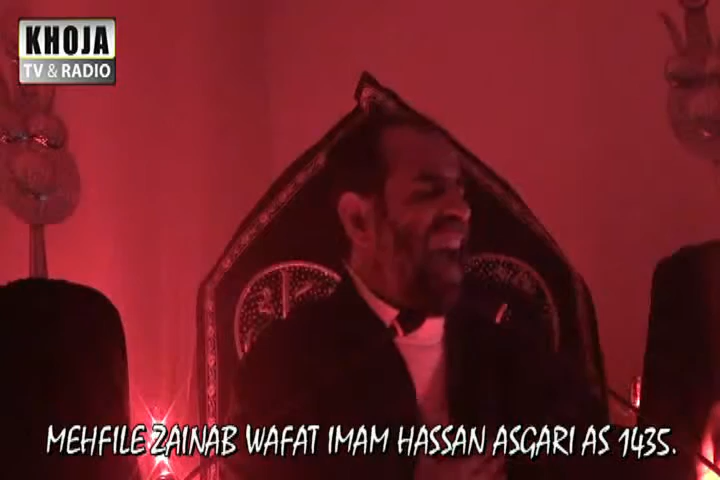 KHOJA
TV & RADIO
MEHFILE ZAINAB WAFAT IMAM HASSAN ASGARI AS 1435.